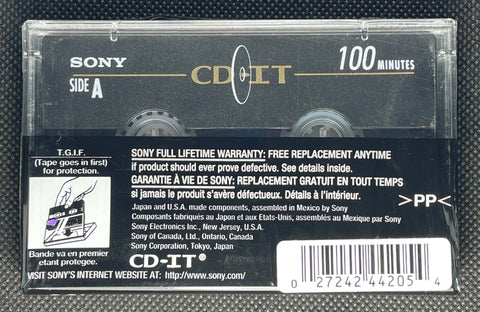 SONY
CD-IT
100 MINUTES
SIDE A
T.G.I.F.
(Tape goes in first)
for protection.
Bande va en premier
etant protegee.
SONY FULL LIFETIME WARRANTY: FREE REPLACEMENT ANYTIME
if product should ever prove defective. See details inside.
GARANTIE À VIE DE SONY: REPLACEMENT GRATUIT EN TOUT TEMPS
si jamais le produit s'avère défectueux. Détails à l'intérieur.
Japan and U.S.A. made components, assembled in Mexico by Sony
Composants fabriqués au Japon et aux Etats-Unis, assemblés au Mexique par Sony
Sony Electronics Inc., New Jersey, U.S.A.
Sony of Canada, Ltd., Ontario, Canada
Sony Corporation, Tokyo, Japan
>PP<
VISIT SONY'S INTERNET WEBSITE AT: http://www.sony.com/
CD-IT®
0 27242 44205 4